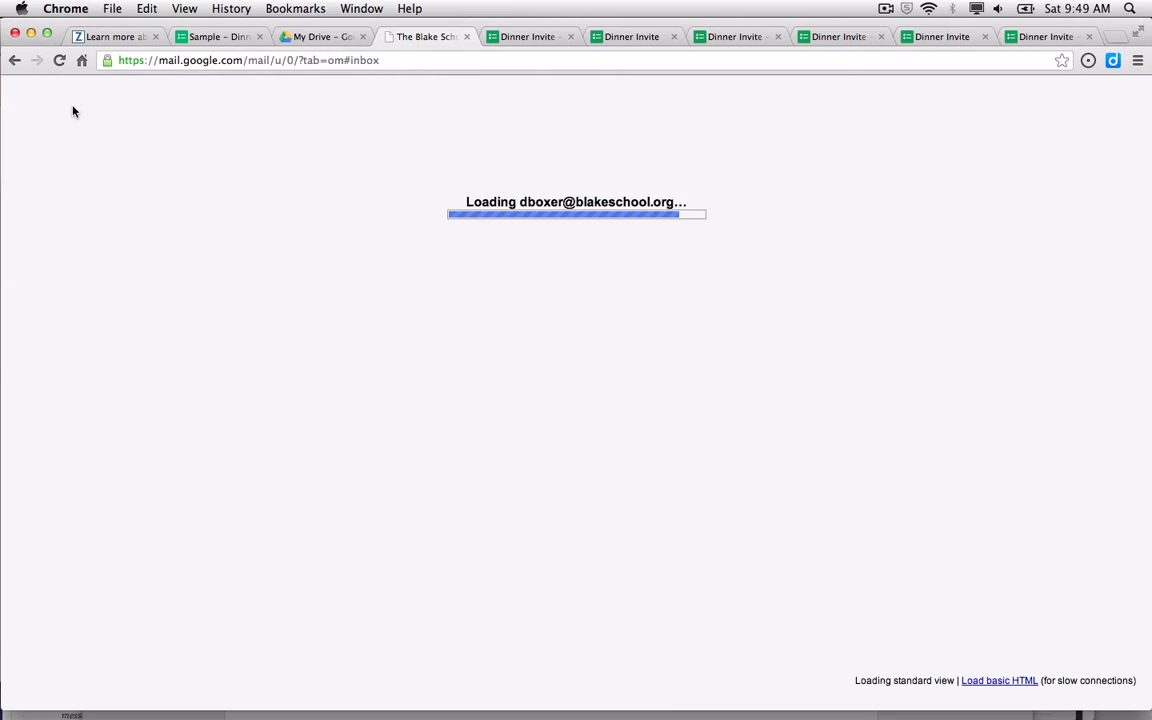 Chrome File Edit View History Bookmarks Window Help Sat 9:49 AM
Learn more ab Sample – Dinn My Drive – Go The Blake Scho Dinner Invite – Dinner Invite Dinner Invite – Dinner Invite – Dinner Invite Dinner Invite –
https://mail.google.com/mail/u/0/?tab=om#inbox
Loading dboxer@blakeschool.org…
Loading standard view | Load basic HTML (for slow connections)
mess